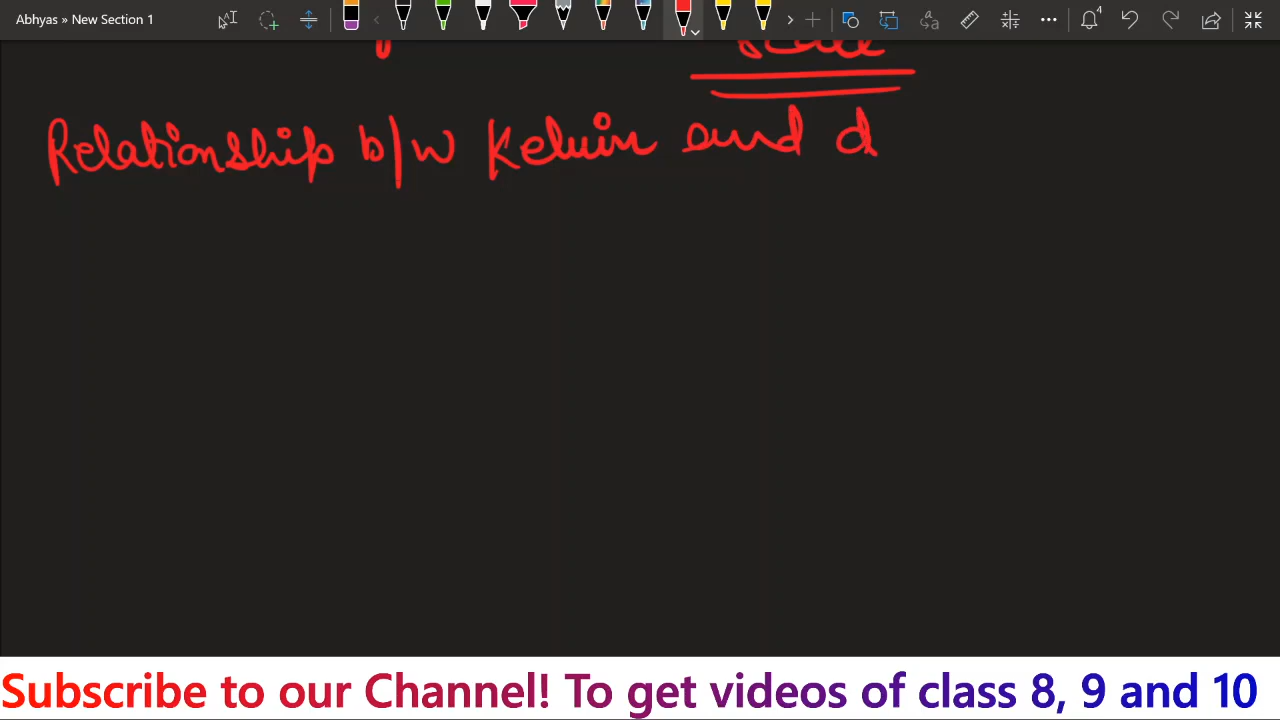 Abhyas » New Section 1
Relationship b/w Kelvin and d
Subscribe to our Channel! To get videos of class 8, 9 and 10